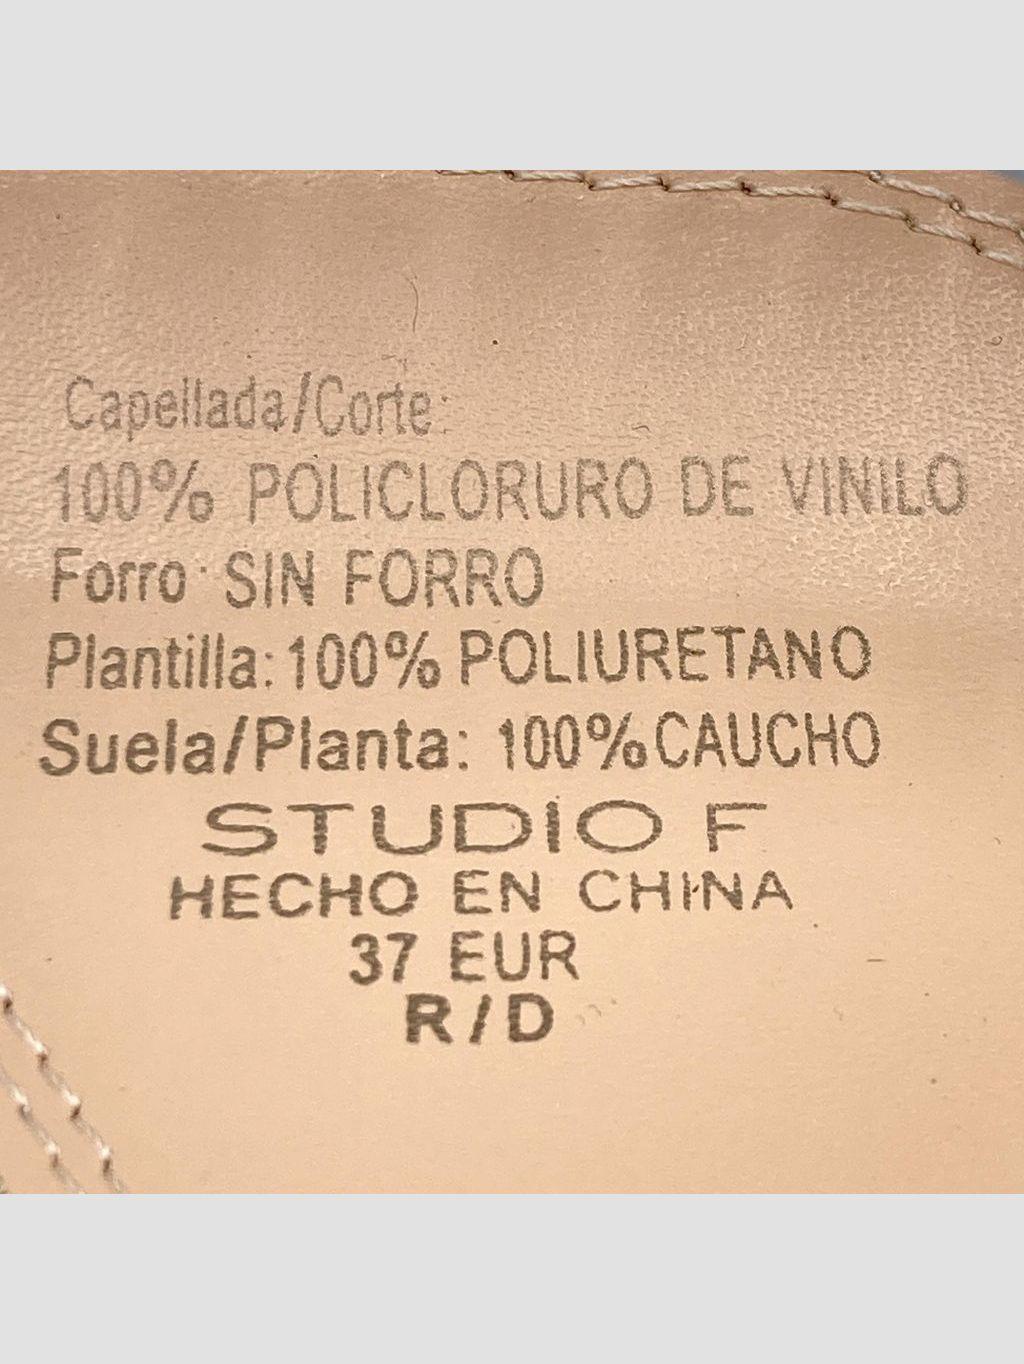 Capellada/Corte:
100% POLICLORURO DE VINILO
Forro: SIN FORRO
Plantilla: 100% POLIURETANO
Suela/Planta: 100% CAUCHO
STUDIO F
HECHO EN CHINA
37 EUR
R/D